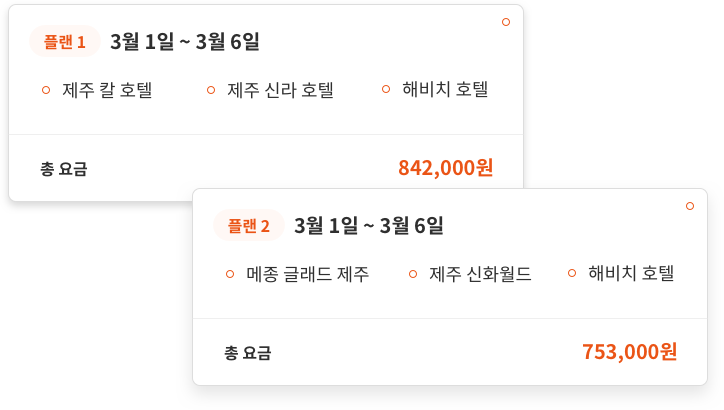 플랜 1 3월 1일 ~ 3월 6일
제주 칼 호텔 제주 신라 호텔 해비치 호텔
총 요금 842,000원
플랜 2 3월 1일 ~ 3월 6일
메종 글래드 제주 제주 신화월드 해비치 호텔
총 요금 753,000원